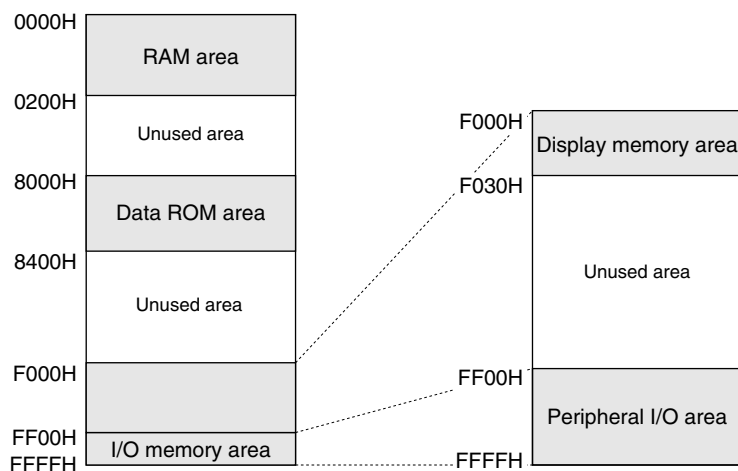 0000H
RAM area
0200H
Unused area
8000H
Data ROM area
8400H
Unused area
F000H
FF00H
I/O memory area
FFFFH
F000H
Display memory area
F030H
Unused area
FF00H
Peripheral I/O area
FFFFH